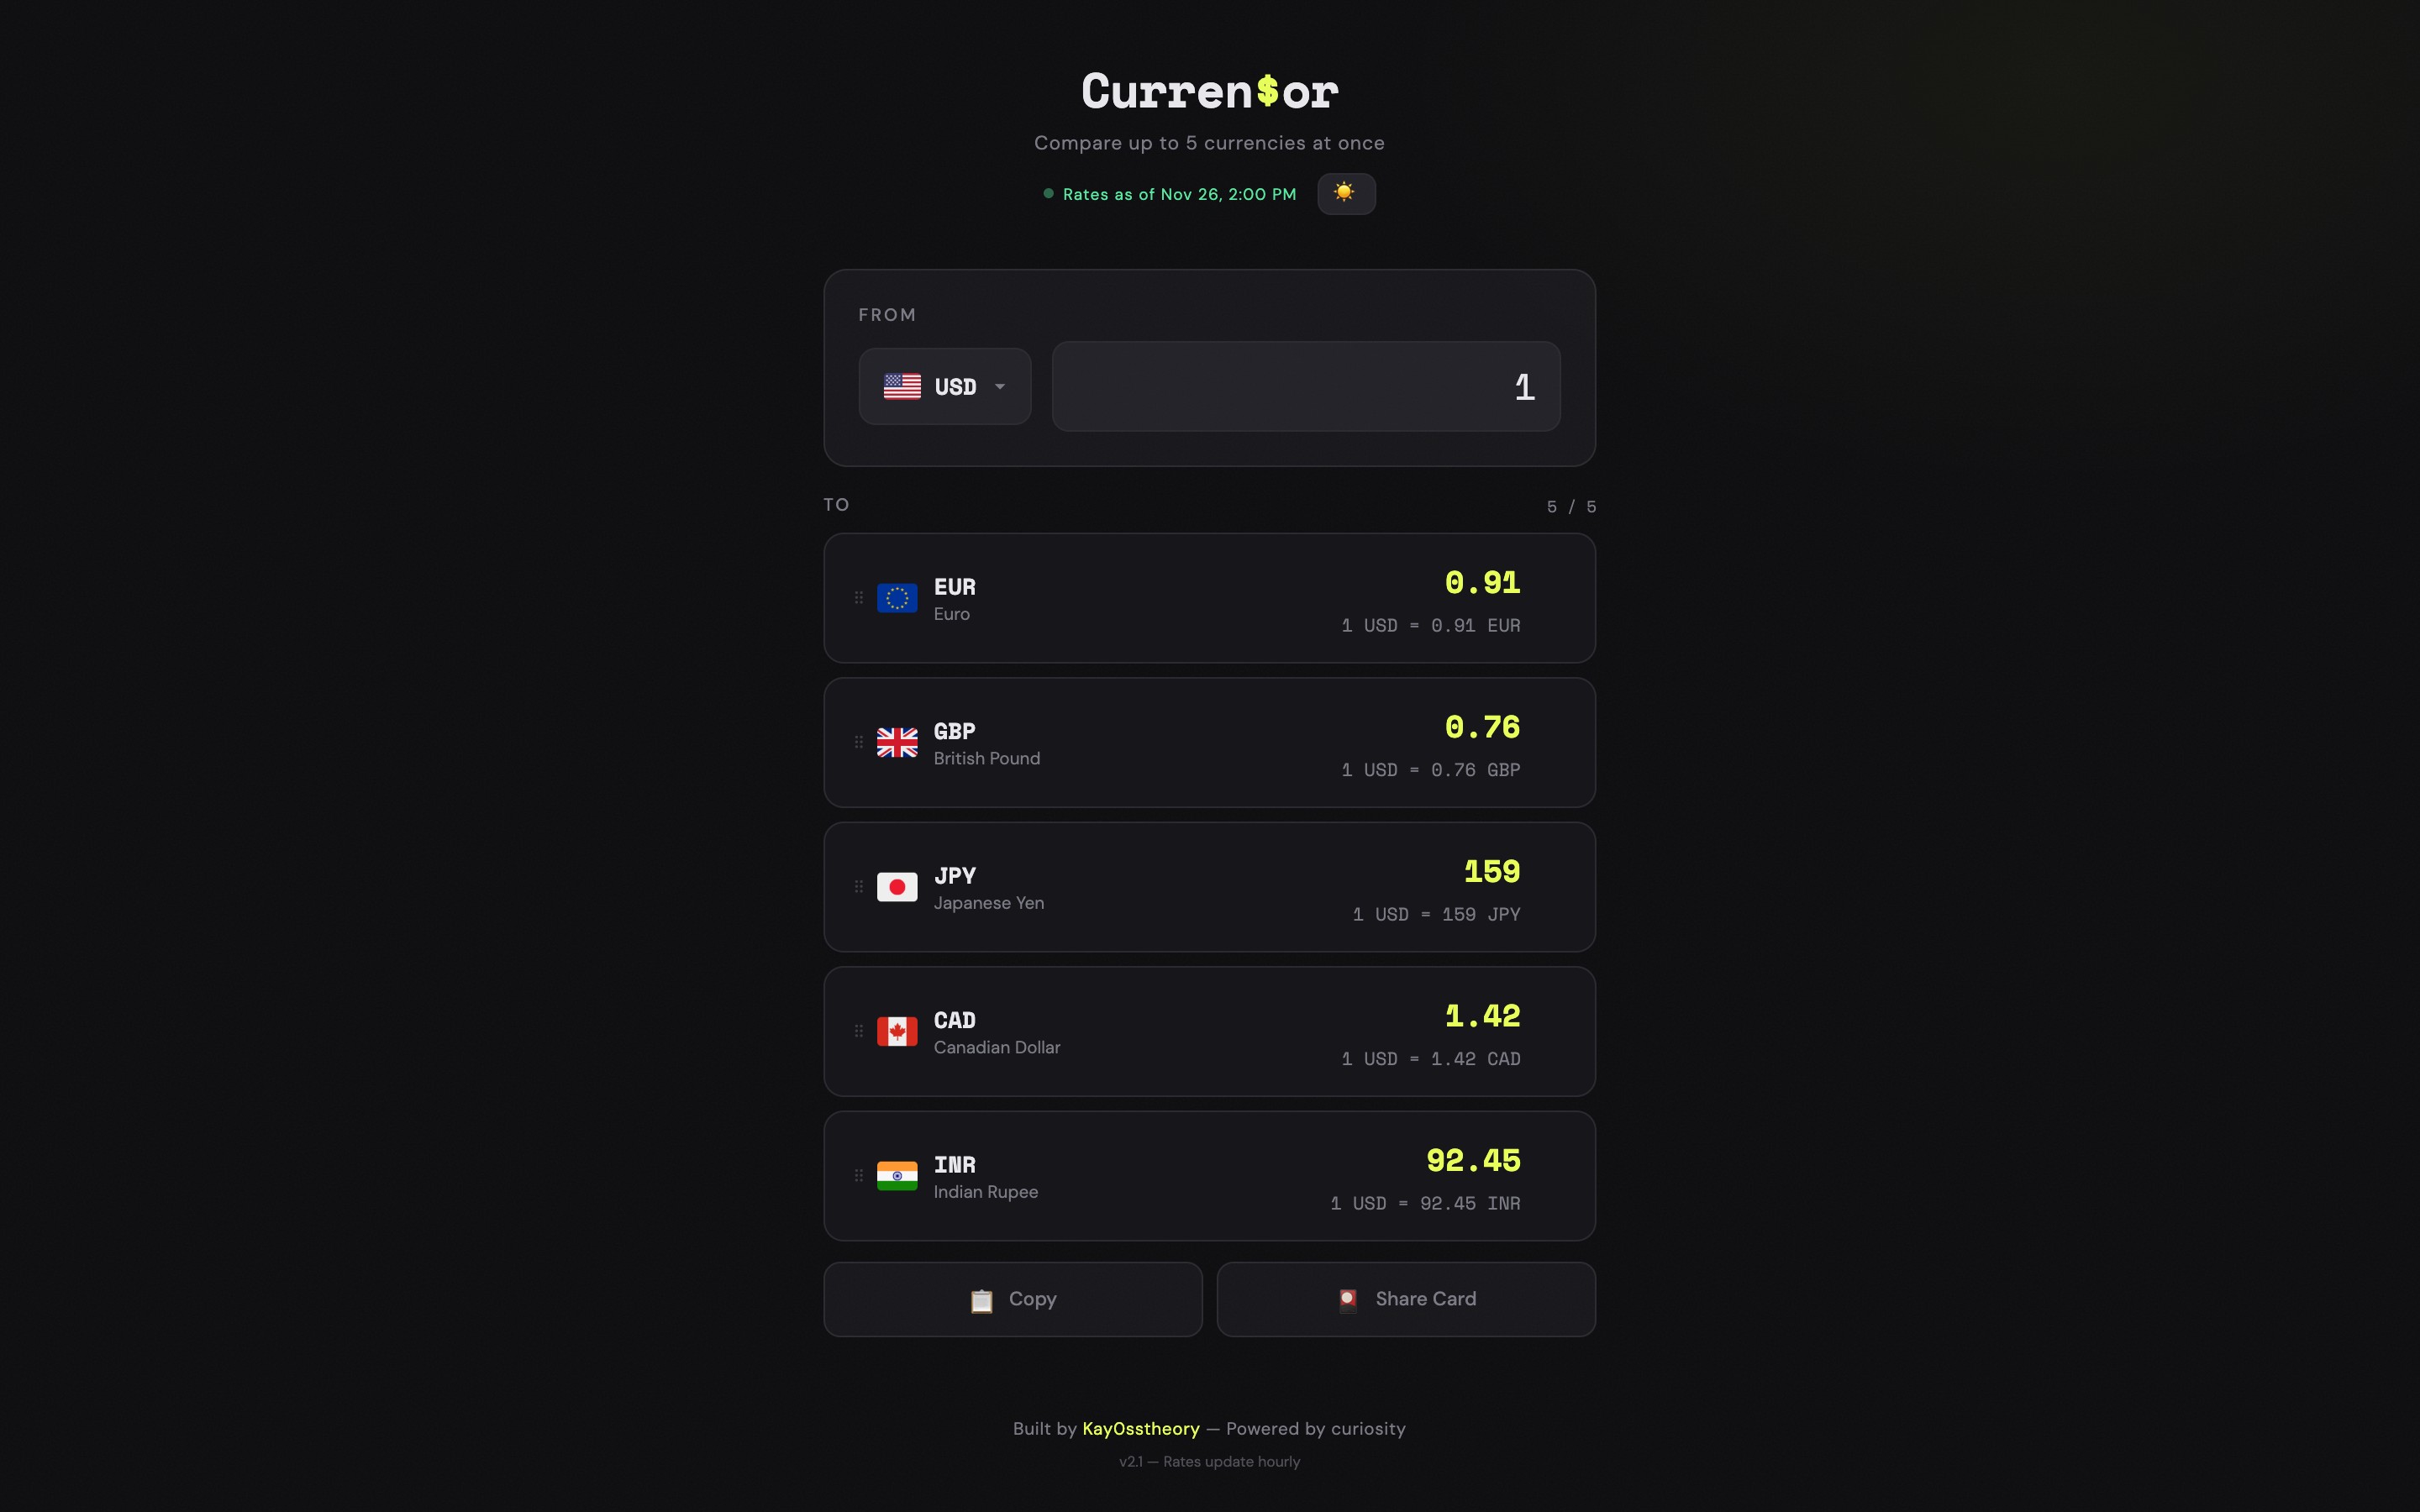 Curren$or
Compare up to 5 currencies at once
Rates as of Nov 26, 2:00 PM
FROM
USD 1
TO 5 / 5
EUR 0.91
Euro 1 USD = 0.91 EUR
GBP 0.76
British Pound 1 USD = 0.76 GBP
JPY 159
Japanese Yen 1 USD = 159 JPY
CAD 1.42
Canadian Dollar 1 USD = 1.42 CAD
INR 92.45
Indian Rupee 1 USD = 92.45 INR
Copy Share Card
Built by Kay0sstheory — Powered by curiosity
v2.1 — Rates update hourly